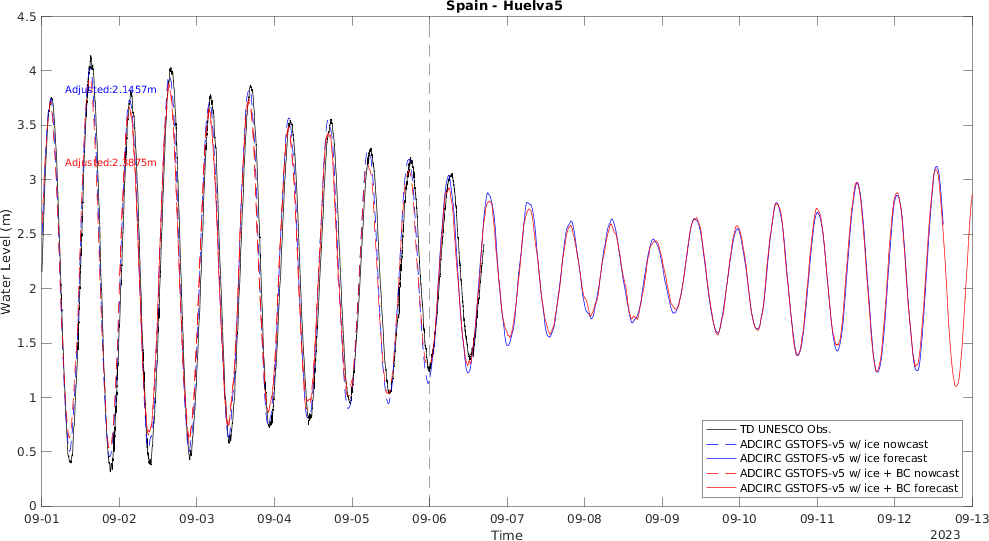 Spain - Huelva5
4.5
4
3.5
3
2.5
2
1.5
1
0.5
0
Water Level (m)
Adjusted:2.1457m
Adjusted:2.3875m
TD UNESCO Obs.
ADCIRC GSTOFS-v5 w/ ice nowcast
ADCIRC GSTOFS-v5 w/ ice forecast
ADCIRC GSTOFS-v5 w/ ice + BC nowcast
ADCIRC GSTOFS-v5 w/ ice + BC forecast
09-01 09-02 09-03 09-04 09-05 09-06 09-07 09-08 09-09 09-10 09-11 09-12 09-13
Time
2023